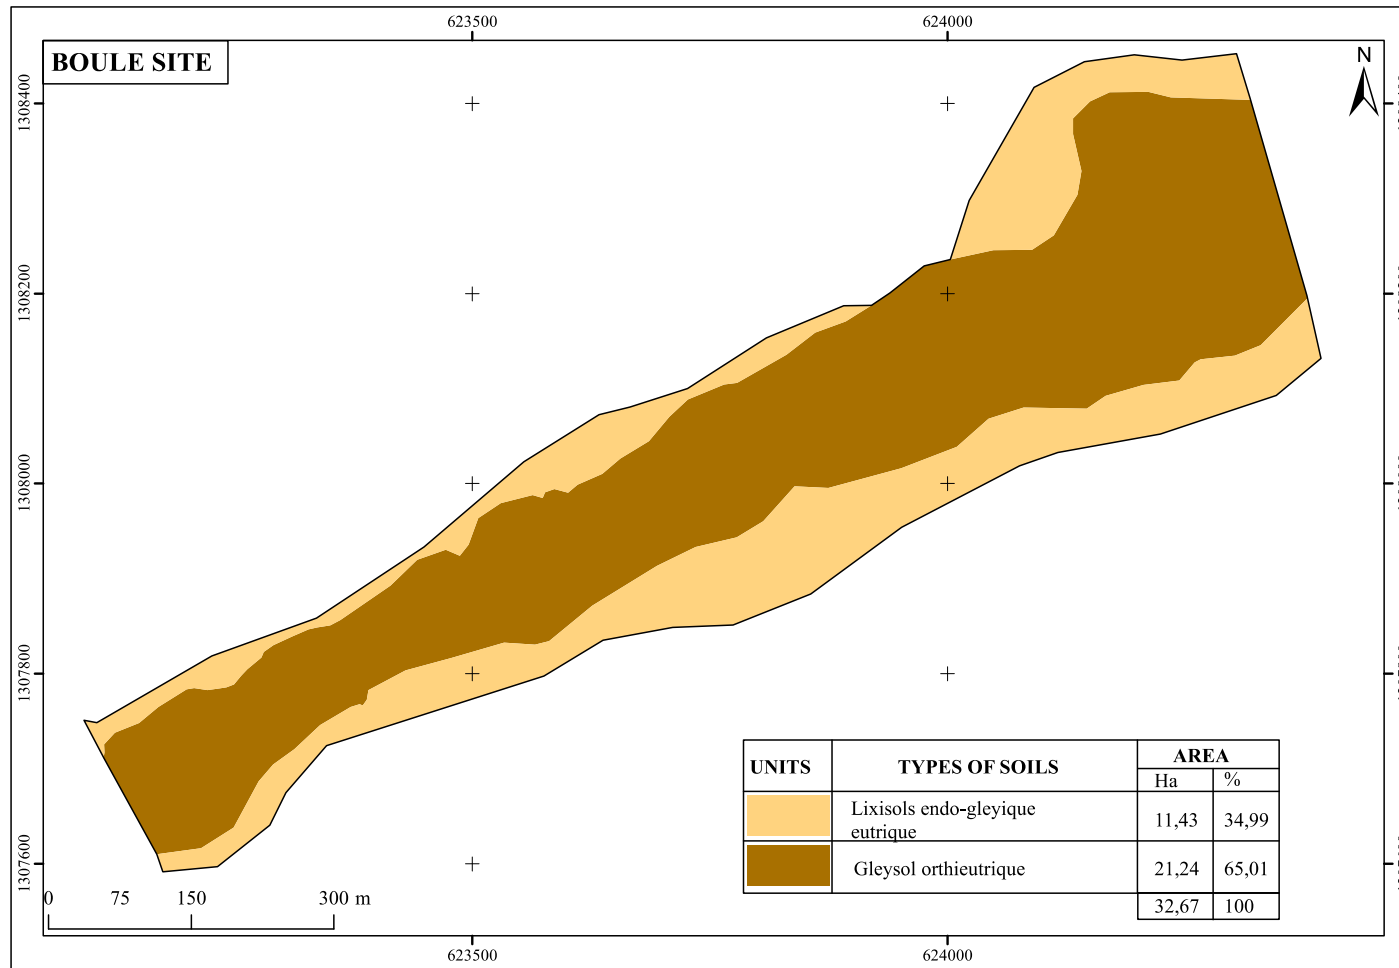 623500 624000
BOULE SITE
N
1308400
1308200
1308000
1307800
1307600
UNITS TYPES OF SOILS AREA
Ha %
Lixisols endo-gleyique
eutrique
11,43 34,99
Gleysol orthieutrique 21,24 65,01
32,67 100
0 75 150 300 m
623500 624000